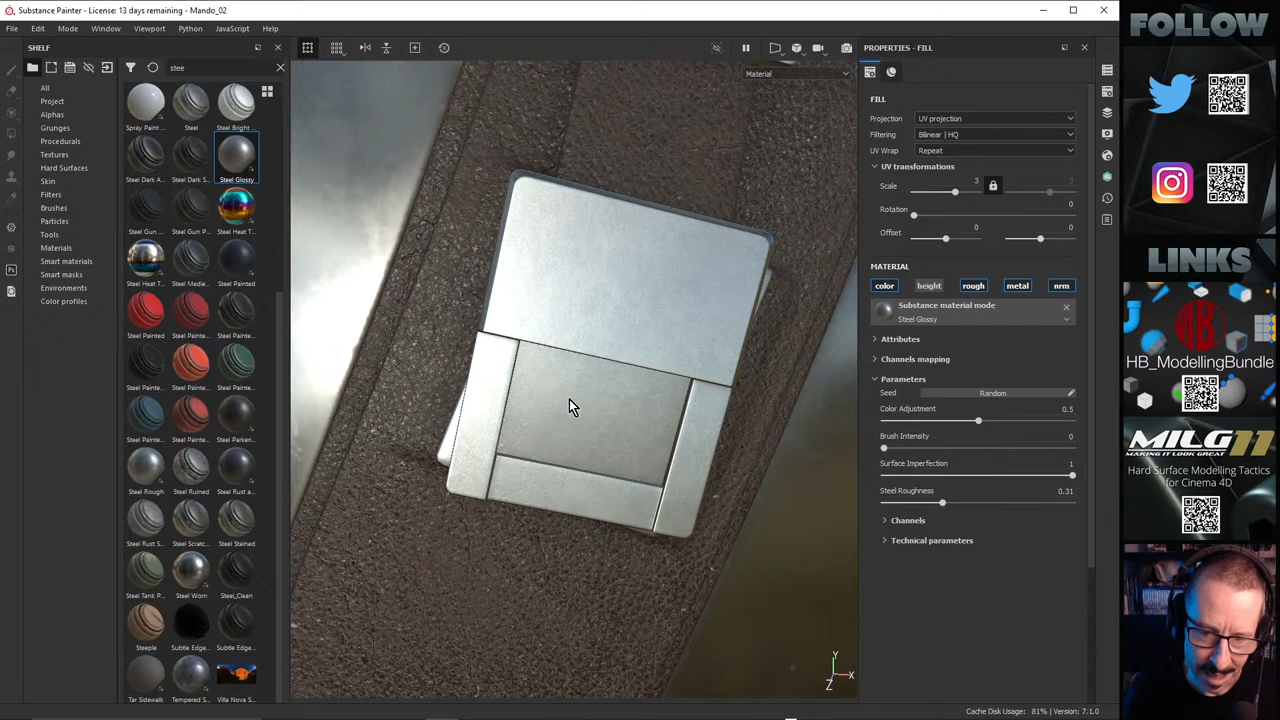 Substance Painter - License: 13 days remaining - Mando_02
File Edit Mode Window Viewport Python JavaScript Help
SHELF
stee
All
Project
Alphas
Grunges
Procedurals
Textures
Hard Surfaces
Skin
Filters
Brushes
Particles
Tools
Materials
Smart materials
Smart masks
Environments
Color profiles
Spray Paint ... Steel Steel Bright ...
Steel Dark A... Steel Dark S... Steel Glossy
Steel Gun ... Steel Gun P... Steel Heat T...
Steel Heat T... Steel Medie... Steel Painted
Steel Painted Steel Painte... Steel Painte...
Steel Painte... Steel Painte... Steel Painte...
Steel Painte... Steel Painte... Steel Parkeri...
Steel Rough Steel Ruined Steel Rust a...
Steel Rust S... Steel Scratc... Steel Stained
Steel Tank P... Steel Worn Steel_Clean
Steeple Subtle Edge... Subtle Edge...
Tar Sidewalk Tempered S... Villa Nova S...
Material
Y
X
Z
PROPERTIES - FILL
FILL
Projection UV projection
Filtering Bilinear | HQ
UV Wrap Repeat
UV transformations
Scale 3 3
Rotation 0
Offset 0 0
MATERIAL
color height rough metal nrm
Substance material mode
Steel Glossy
Attributes
Channels mapping
Parameters
Seed Random
Color Adjustment 0.5
Brush Intensity 0
Surface Imperfection 1
Steel Roughness 0.31
Channels
Technical parameters
Ps
Cache Disk Usage: 81% | Version: 7.1.0
FOLLOW
LINKS
HB
HB_ModellingBundle
MILG11
MAKING IT LOOK GREAT
Hard Surface Modelling Tactics
for Cinema 4D